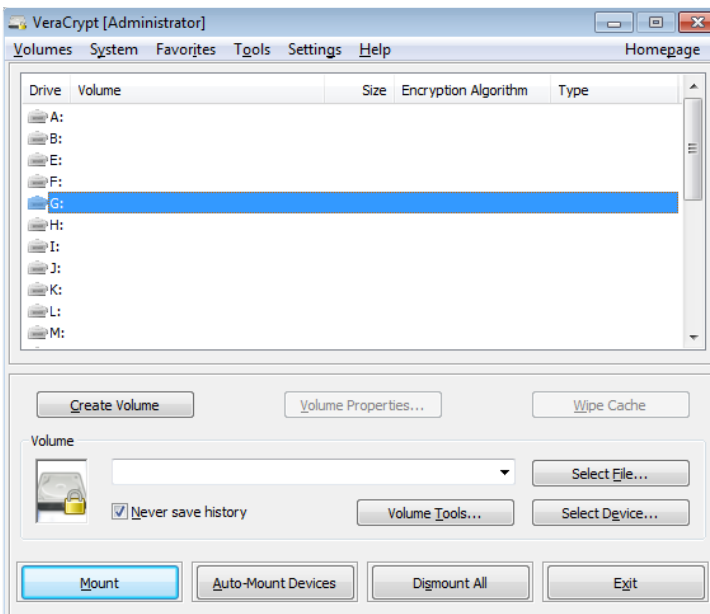 VeraCrypt [Administrator]
Volumes System Favorites Tools Settings Help Homepage
Drive Volume Size Encryption Algorithm Type
A:
B:
E:
F:
G:
H:
I:
J:
K:
L:
M:
Create Volume Volume Properties... Wipe Cache
Volume
Select File...
Never save history Volume Tools... Select Device...
Mount Auto-Mount Devices Dismount All Exit